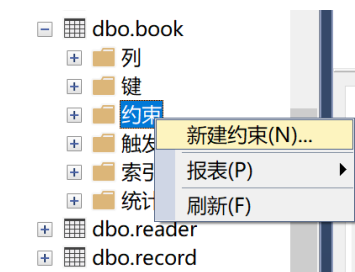 dbo.book
列
键
约束
新建约束(N)...
触发
报表(P)
索引
统计
刷新(F)
dbo.reader
dbo.record